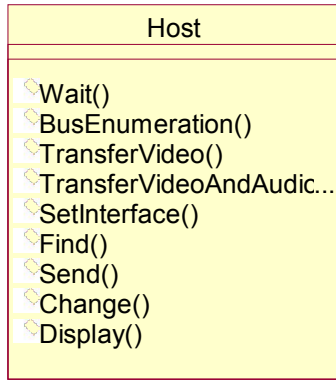 Host
Wait()
BusEnumeration()
TransferVideo()
TransferVideoAndAudic...
SetInterface()
Find()
Send()
Change()
Display()